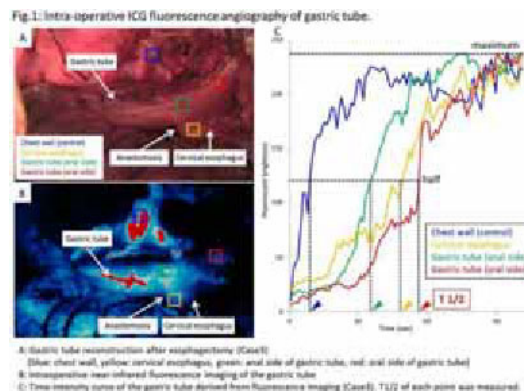 Fig.1: Intra-operative ICG fluorescence angiography of gastric tube.
A
Gastric tube
Anastomosis
Cervical esophagus
Chest wall (control)
Cervical esophagus
Gastric tube (anal side)
Gastric tube (oral side)
B
Gastric tube
Anastomosis
Cervical esophagus
C
maximum
half
Chest wall (control)
Cervical esophagus
Gastric tube (anal side)
Gastric tube (oral side)
T 1/2
Time (sec)
A: Gastric tube reconstruction after esophagectomy (Case3)
(blue: chest wall, yellow: cervical esophagus, green: anal side of gastric tube, red: oral side of gastric tube)
B: Intraoperative near infrared fluorescence imaging of the gastric tube
C: Time intensity curve of the gastric tube derived from fluorescence imaging (Case3). T1/2 of each point was measured